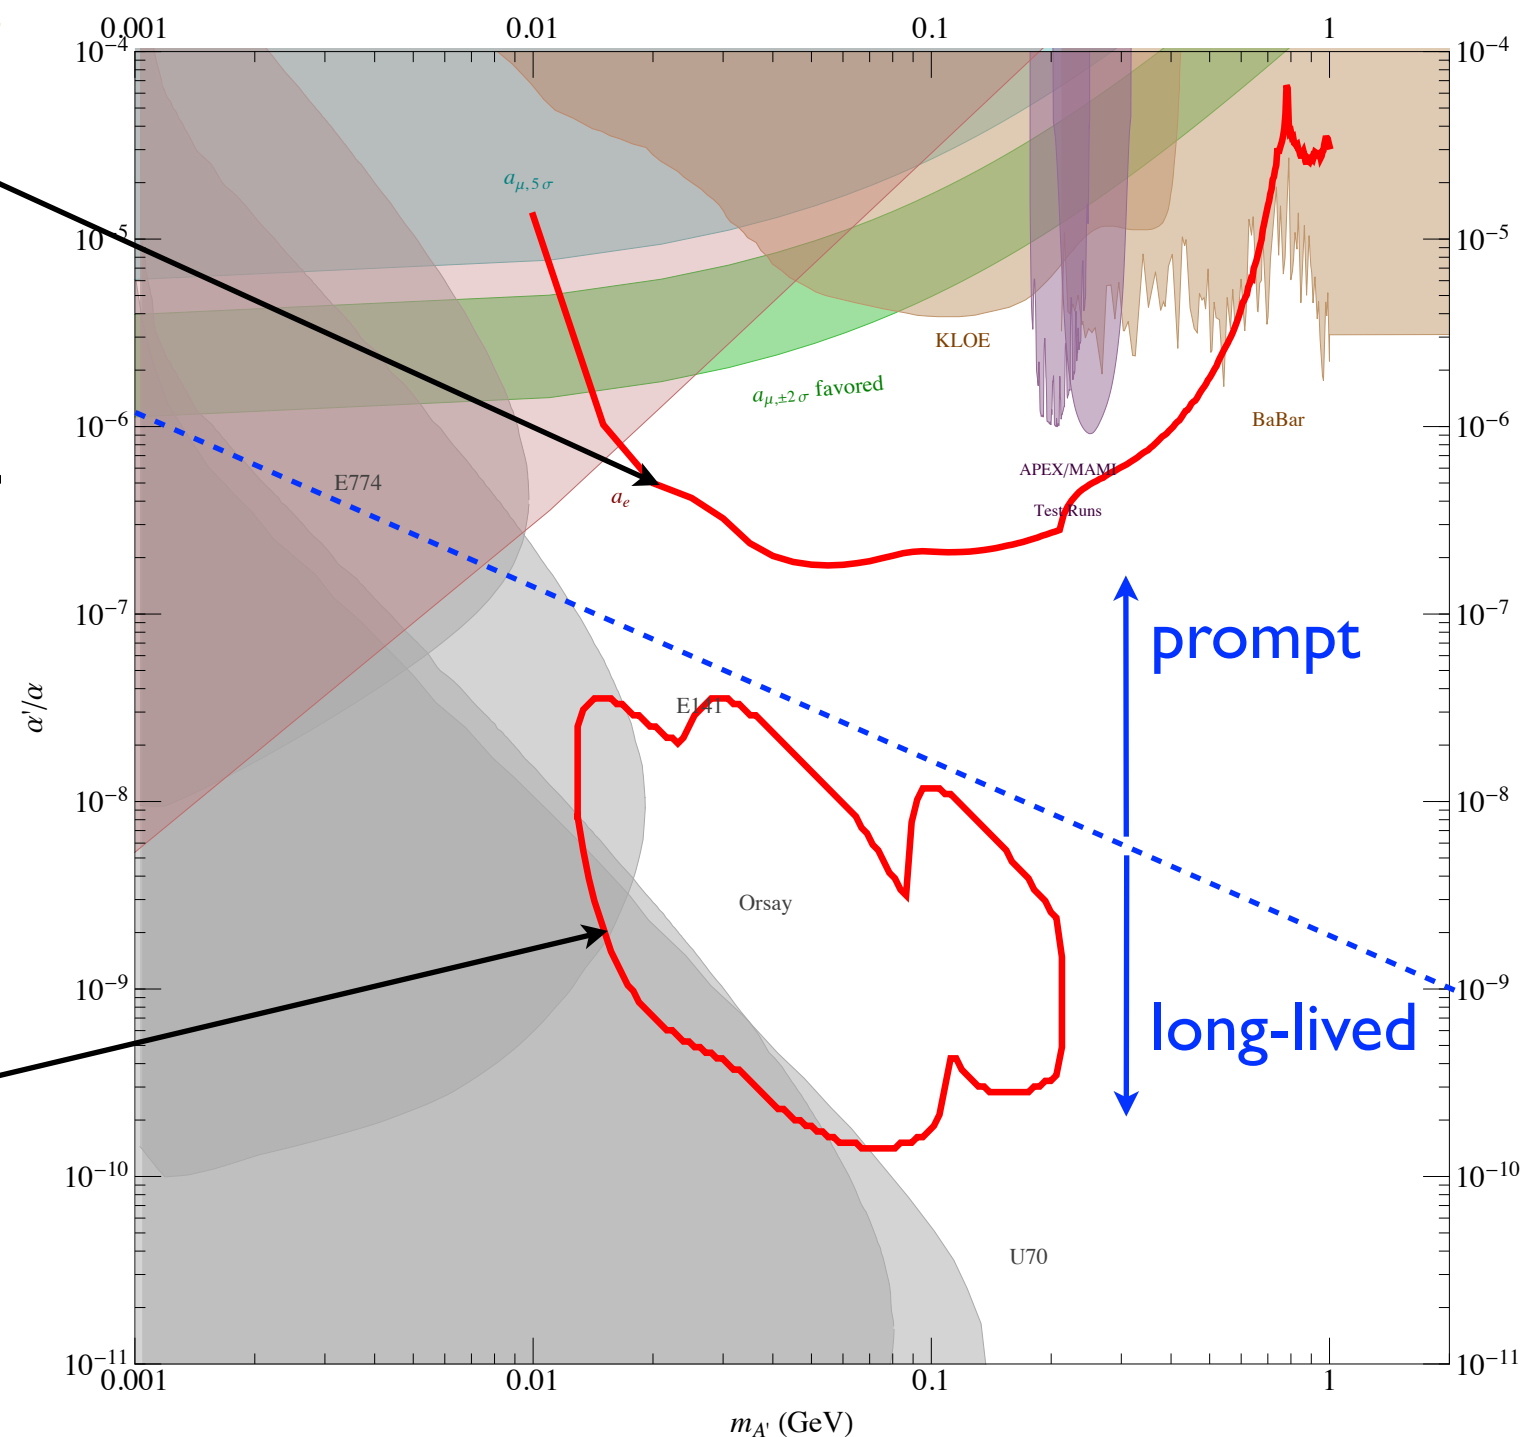 0.001 0.01 0.1 1
10⁻⁴ 10⁻⁴
a_μ,5σ
10⁻⁵ 10⁻⁵
KLOE
a_μ,±2σ favored
BaBar
10⁻⁶ 10⁻⁶
APEX/MAMI
E774
a_e
Test Runs
10⁻⁷ 10⁻⁷
prompt
α'/α
E141
10⁻⁸ 10⁻⁸
Orsay
10⁻⁹ 10⁻⁹
long-lived
10⁻¹⁰ 10⁻¹⁰
U70
10⁻¹¹ 10⁻¹¹
0.001 0.01 0.1 1
m_A' (GeV)